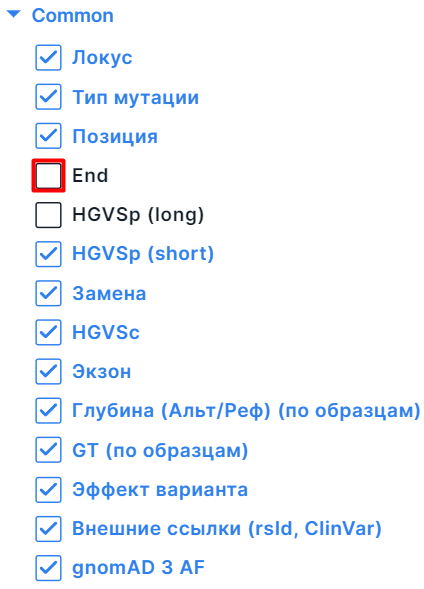 Common
Локус
Тип мутации
Позиция
End
HGVSp (long)
HGVSp (short)
Замена
HGVSc
Экзон
Глубина (Альт/Реф) (по образцам)
GT (по образцам)
Эффект варианта
Внешние ссылки (rsId, ClinVar)
gnomAD 3 AF